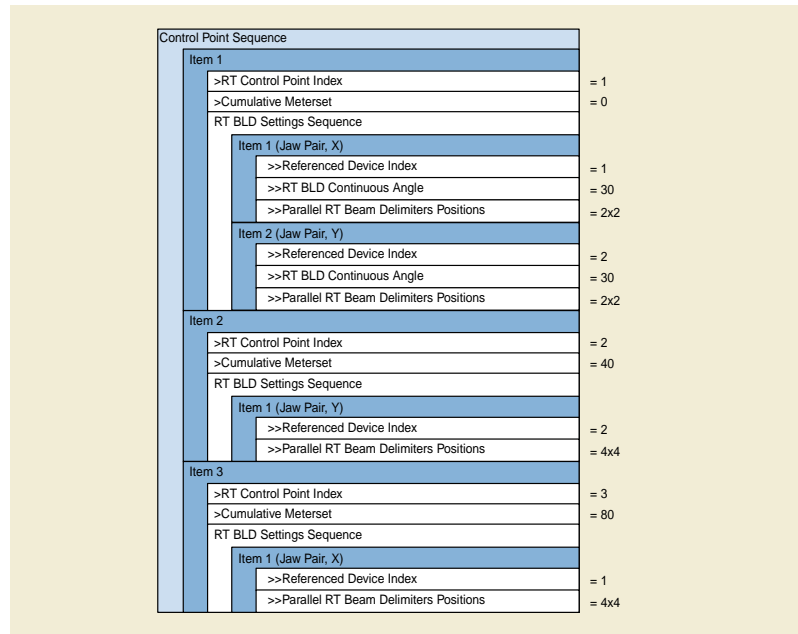 Control Point Sequence
Item 1
>RT Control Point Index = 1
>Cumulative Meterset = 0
RT BLD Settings Sequence
Item 1 (Jaw Pair, X)
>>Referenced Device Index = 1
>>RT BLD Continuous Angle = 30
>>Parallel RT Beam Delimiters Positions = 2x2
Item 2 (Jaw Pair, Y)
>>Referenced Device Index = 2
>>RT BLD Continuous Angle = 30
>>Parallel RT Beam Delimiters Positions = 2x2
Item 2
>RT Control Point Index = 2
>Cumulative Meterset = 40
RT BLD Settings Sequence
Item 1 (Jaw Pair, Y)
>>Referenced Device Index = 2
>>Parallel RT Beam Delimiters Positions = 4x4
Item 3
>RT Control Point Index = 3
>Cumulative Meterset = 80
RT BLD Settings Sequence
Item 1 (Jaw Pair, X)
>>Referenced Device Index = 1
>>Parallel RT Beam Delimiters Positions = 4x4